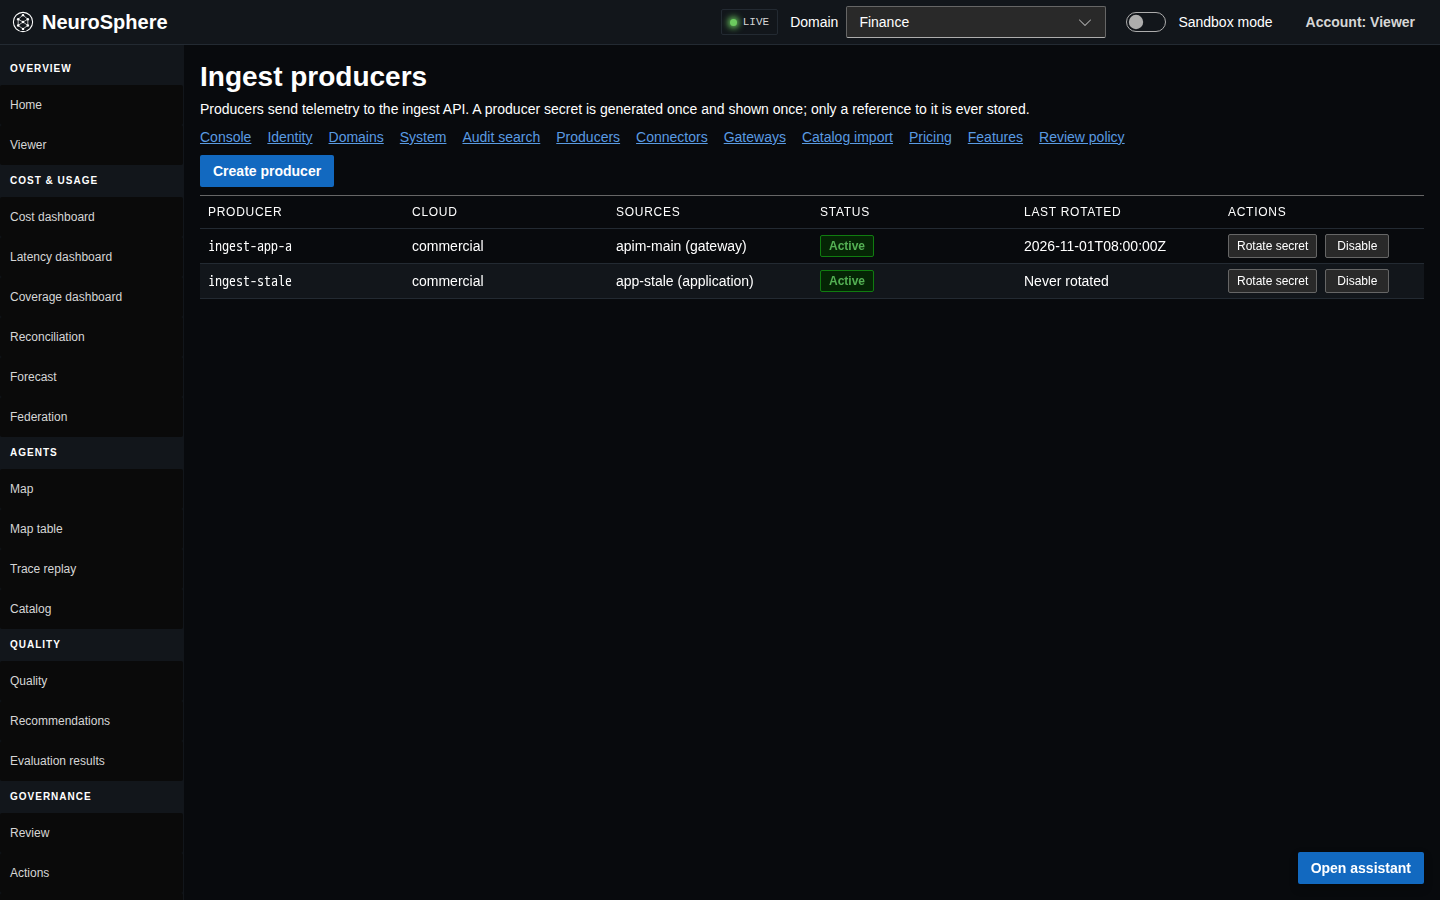 NeuroSphere
LIVE
Domain
Finance
Sandbox mode
Account: Viewer
OVERVIEW
Home
Viewer
COST & USAGE
Cost dashboard
Latency dashboard
Coverage dashboard
Reconciliation
Forecast
Federation
AGENTS
Map
Map table
Trace replay
Catalog
QUALITY
Quality
Recommendations
Evaluation results
GOVERNANCE
Review
Actions
Ingest producers
Producers send telemetry to the ingest API. A producer secret is generated once and shown once; only a reference to it is ever stored.
Console Identity Domains System Audit search Producers Connectors Gateways Catalog import Pricing Features Review policy
Create producer
PRODUCER CLOUD SOURCES STATUS LAST ROTATED ACTIONS
ingest-app-a commercial apim-main (gateway) Active 2026-11-01T08:00:00Z Rotate secret Disable
ingest-stale commercial app-stale (application) Active Never rotated Rotate secret Disable
Open assistant